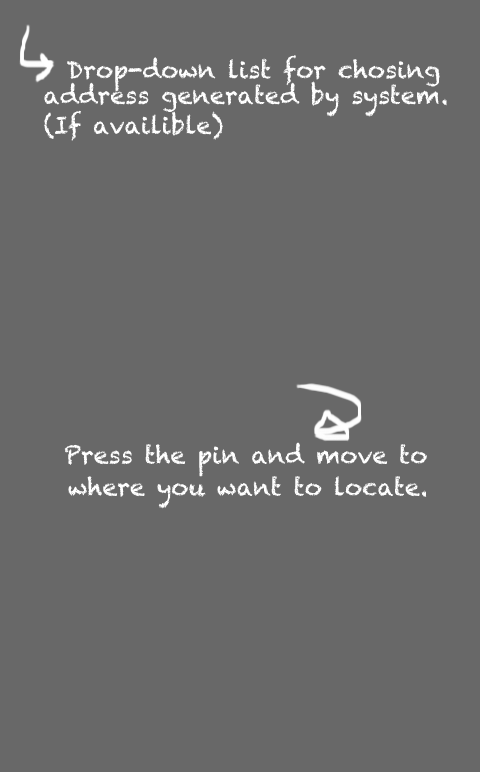 Drop-down list for chosing
address generated by system.
(If availible)
Press the pin and move to
where you want to locate.